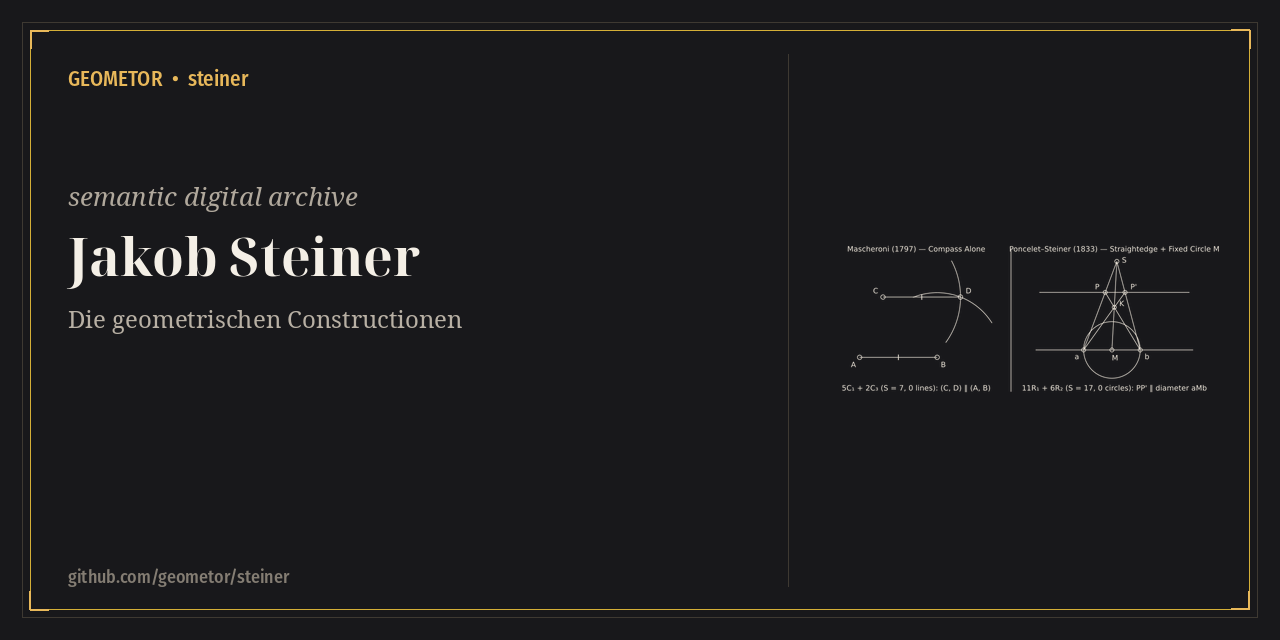 GEOMETOR • steiner
semantic digital archive
Jakob Steiner
Die geometrischen Constructionen
github.com/geometor/steiner
Mascheroni (1797) — Compass Alone
C
D
A
B
5C₁ + 2C₃ (S = 7, 0 lines): (C, D) ∥ (A, B)
Poncelet–Steiner (1833) — Straightedge + Fixed Circle M
S
P
P'
K
a
M
b
11R₁ + 6R₂ (S = 17, 0 circles): PP' ∥ diameter aMb